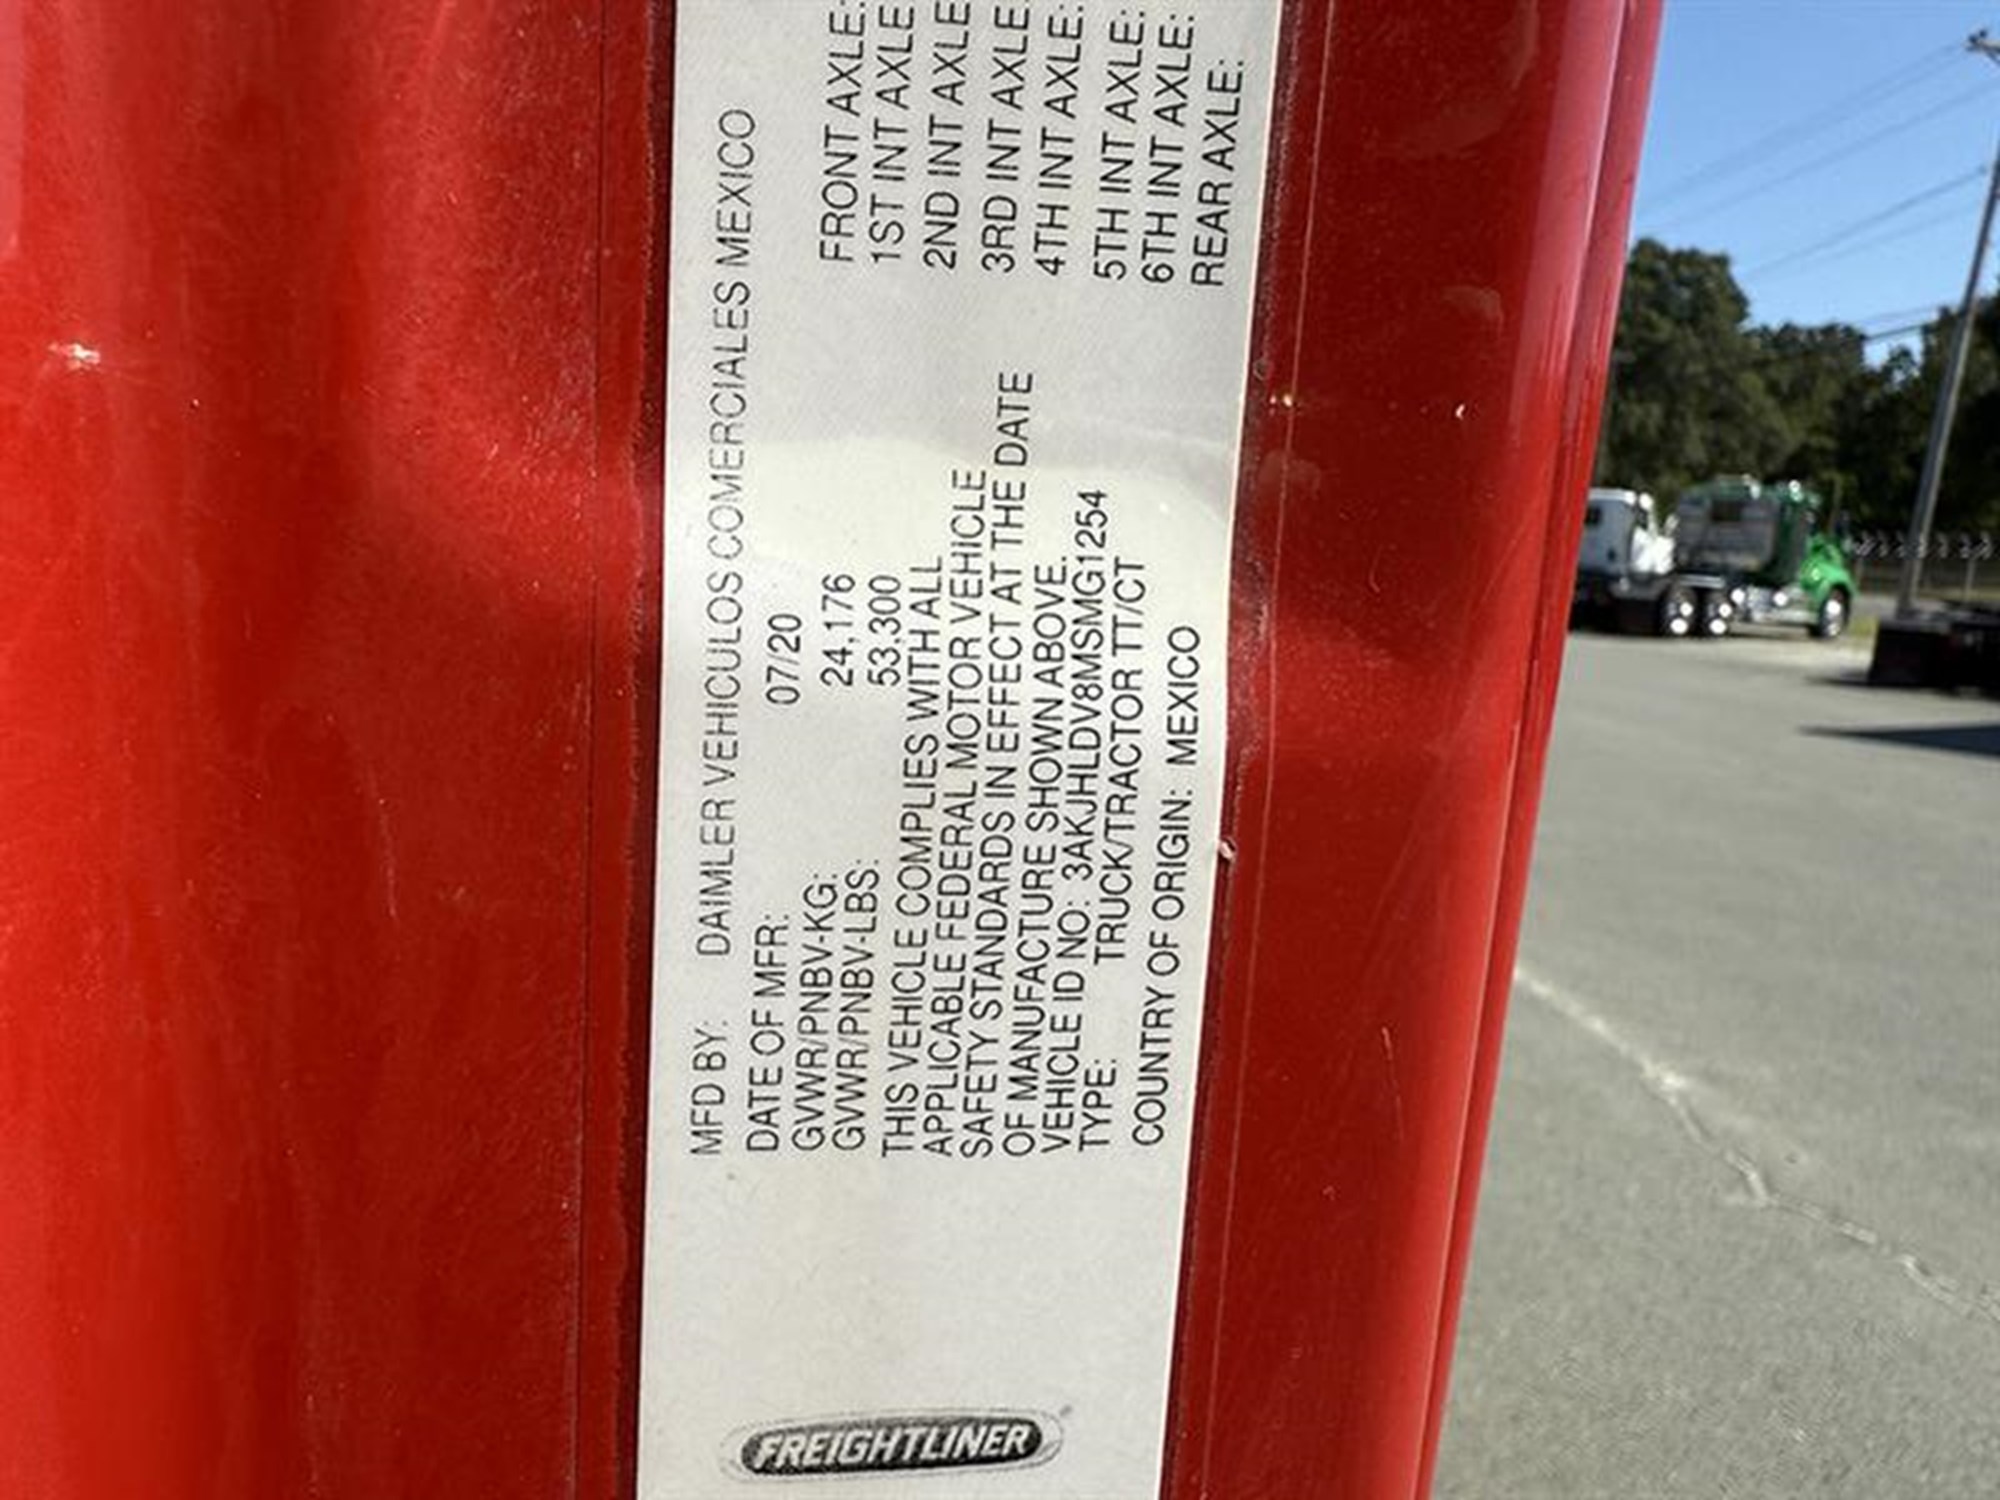 FREIGHTLINER
MFD BY: DAIMLER VEHICULOS COMERCIALES MEXICO
DATE OF MFR: 07/20
GVWR/PNBV-KG: 24,176
GVWR/PNBV-LBS: 53,300
THIS VEHICLE COMPLIES WITH ALL
APPLICABLE FEDERAL MOTOR VEHICLE
SAFETY STANDARDS IN EFFECT AT THE DATE
OF MANUFACTURE SHOWN ABOVE.
VEHICLE ID NO: 3AKJHLDV8MSMG1254
TYPE: TRUCK/TRACTOR TTT/CT
COUNTRY OF ORIGIN: MEXICO
FRONT AXLE:
1ST INT AXLE
2ND INT AXLE
3RD INT AXLE:
4TH INT AXLE:
5TH INT AXLE:
6TH INT AXLE:
REAR AXLE: